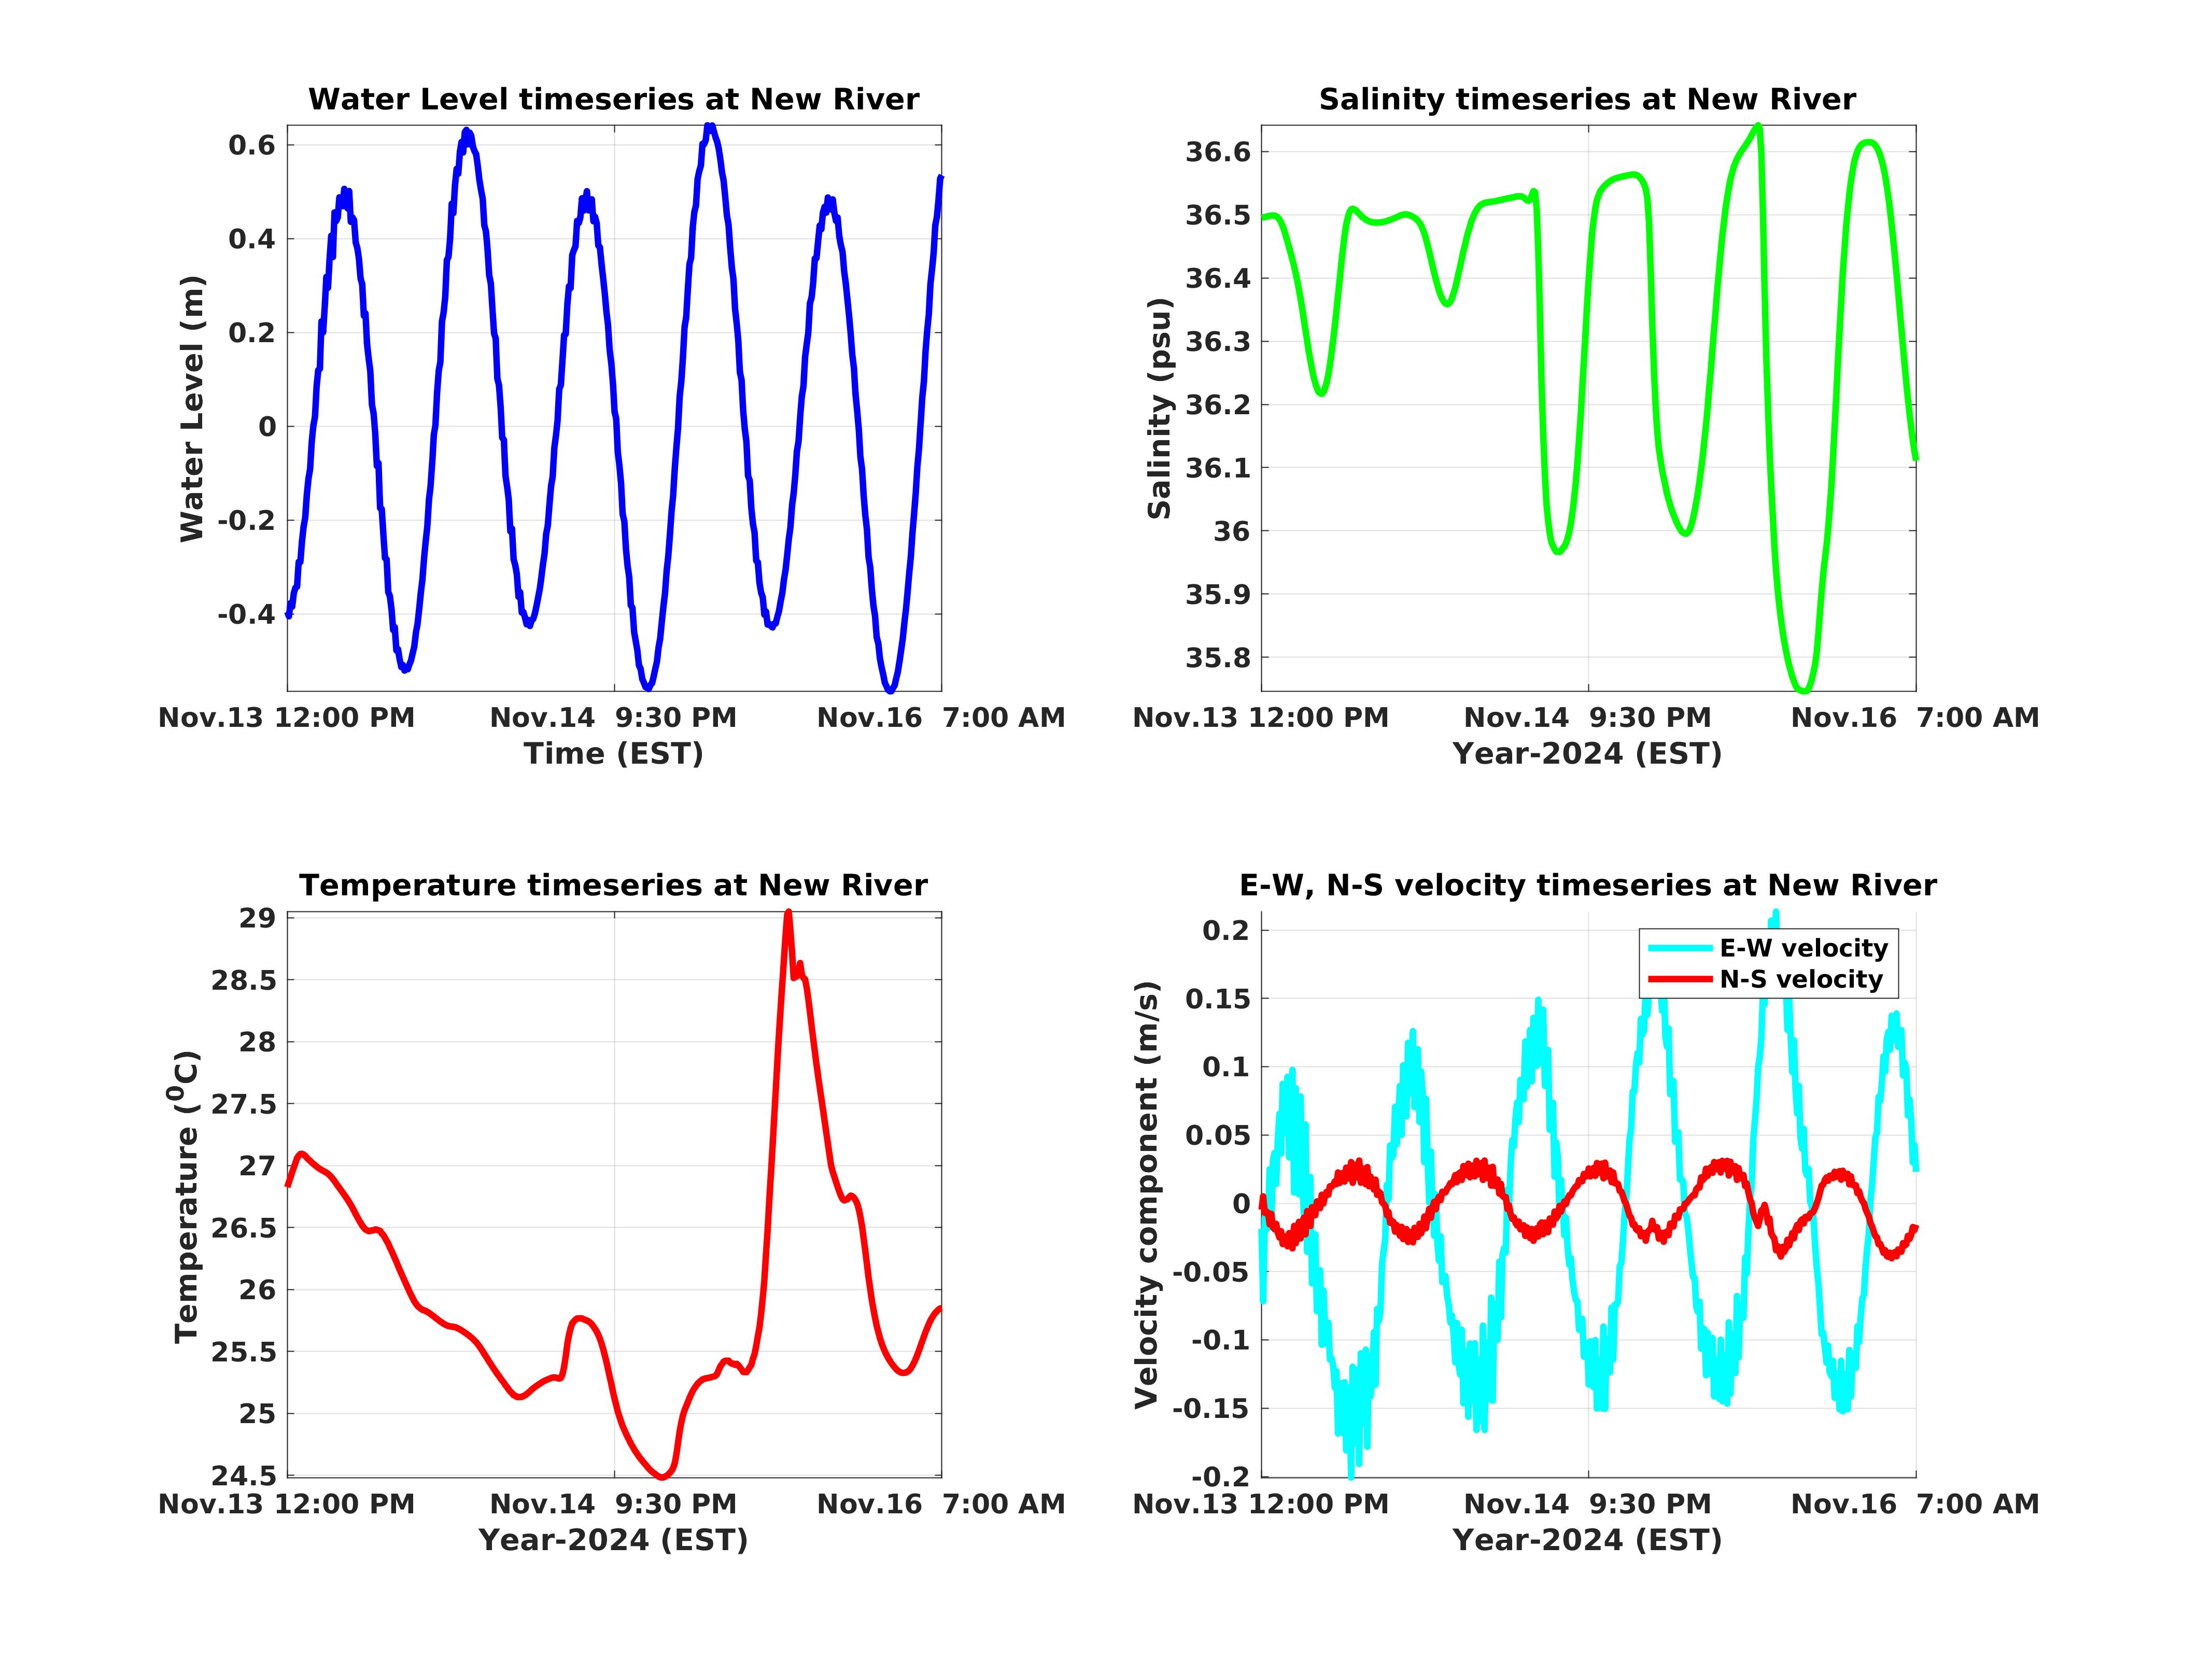 Water Level timeseries at New River
0.6
0.4
0.2
0
-0.2
-0.4
Water Level (m)
Nov.13 12:00 PM
Nov.14 9:30 PM
Nov.16 7:00 AM
Time (EST)
Salinity timeseries at New River
36.6
36.5
36.4
36.3
36.2
36.1
36
35.9
35.8
Salinity (psu)
Nov.13 12:00 PM
Nov.14 9:30 PM
Nov.16 7:00 AM
Year-2024 (EST)
Temperature timeseries at New River
29
28.5
28
27.5
27
26.5
26
25.5
25
24.5
Temperature (⁰C)
Nov.13 12:00 PM
Nov.14 9:30 PM
Nov.16 7:00 AM
Year-2024 (EST)
E-W, N-S velocity timeseries at New River
E-W velocity
N-S velocity
0.2
0.15
0.1
0.05
0
-0.05
-0.1
-0.15
-0.2
Velocity component (m/s)
Nov.13 12:00 PM
Nov.14 9:30 PM
Nov.16 7:00 AM
Year-2024 (EST)